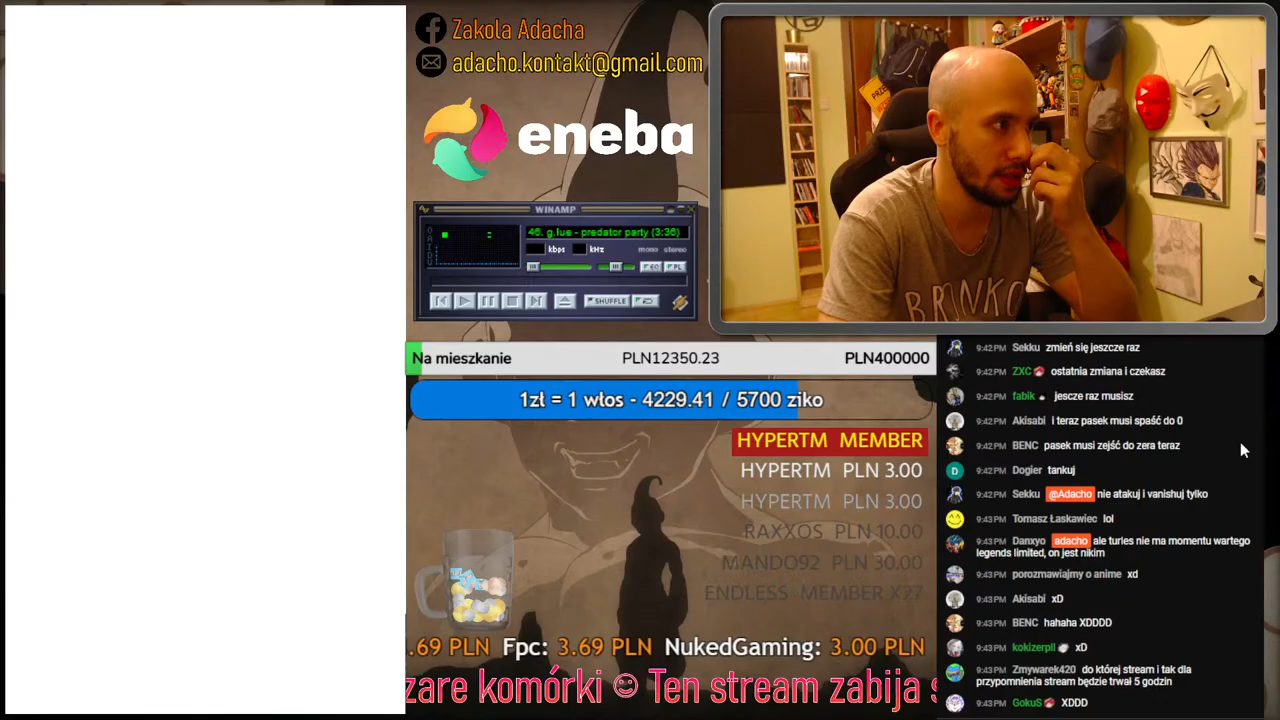 Zakola Adacha
adacho.kontakt@gmail.com
eneba
WINAMP
46. g.lue - predator party (3:36)
kbps kHz mono stereo
EQ PL
SHUFFLE
BRONKO
Na mieszkanie PLN12350.23 PLN400000
1zł = 1 włos - 4229.41 / 5700 ziko
HYPERTM MEMBER
HYPERTM PLN 3.00
HYPERTM PLN 3.00
RAXXOS PLN 10.00
MANDO92 PLN 30.00
ENDLESS MEMBER X27
.69 PLN Fpc: 3.69 PLN NukedGaming: 3.00 PLN
zare komórki Ten stream zabija s
9:42PM Sekku zmień się jeszcze raz
9:42PM ZXC ostatnia zmiana i czekasz
9:42PM fabik jescze raz musisz
9:42PM Akisabi i teraz pasek musi spaść do 0
9:42PM BENC pasek musi zejść do zera teraz
D 9:42PM Dogier tankuj
9:42PM Sekku @Adacho nie atakuj i vanishuj tylko
9:43PM Tomasz Łaskawiec lol
9:43PM Danxyo adacho ale turles nie ma momentu wartego
legends limited, on jest nikim
9:43PM porozmawiajmy o anime xd
9:43PM Akisabi xD
9:43PM BENC hahaha XDDDD
9:43PM kokizerpll xD
9:43PM Zmywarek420 do której stream i tak dla
przypomnienia stream będzie trwał 5 godzin
9:43PM GokuS XDDD